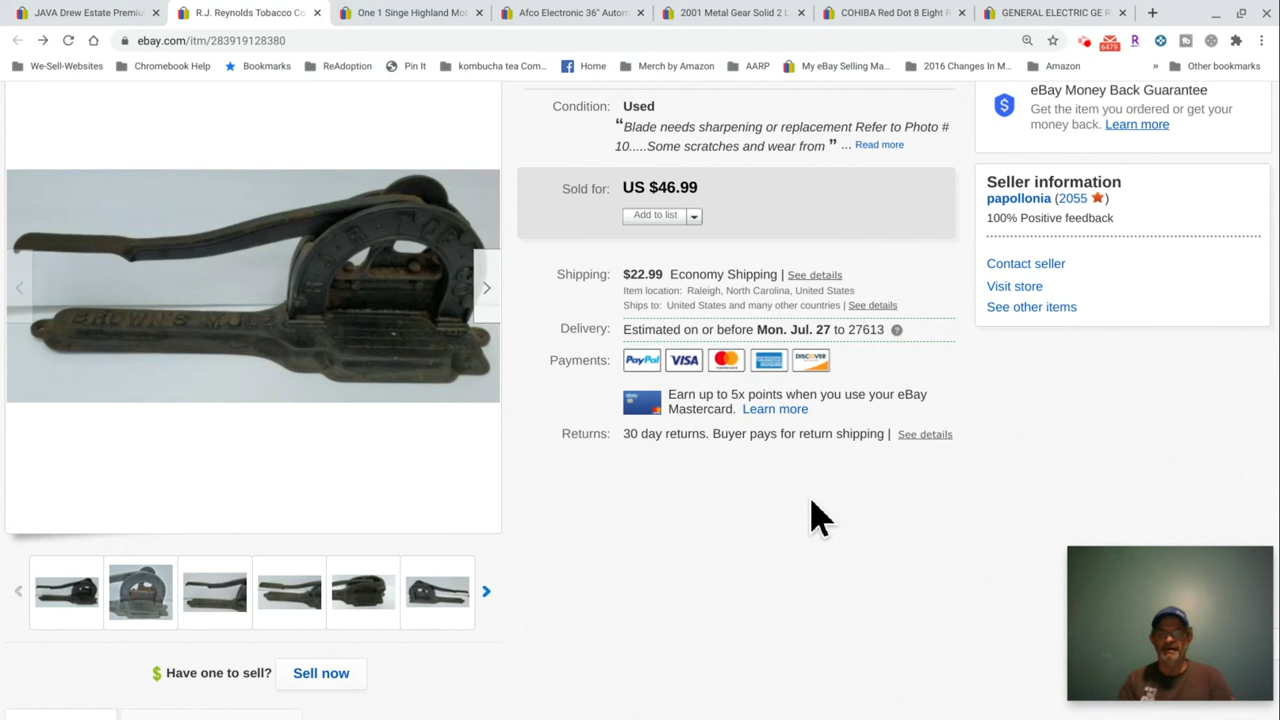 JAVA Drew Estate Premiu
R.J. Reynolds Tobacco Co
One 1 Singe Highland Mot
Afco Electronic 36" Autom
2001 Metal Gear Solid 2 L
COHIBA Red Dot 8 Eight R
GENERAL ELECTRIC GE R
ebay.com/itm/283919128380
6479
R
We-Sell-Websites
Chromebook Help
Bookmarks
ReAdoption
Pin It
kombucha tea Com...
Home
Merch by Amazon
AARP
My eBay Selling Ma...
2016 Changes In M...
Amazon
»
Other bookmarks
Condition: Used
“Blade needs sharpening or replacement Refer to Photo #
10.....Some scratches and wear from ” ... Read more
Sold for: US $46.99
Add to list
Shipping: $22.99 Economy Shipping | See details
Item location: Raleigh, North Carolina, United States
Ships to: United States and many other countries | See details
Delivery: Estimated on or before Mon. Jul. 27 to 27613
Payments: PayPal VISA MasterCard AMERICAN EXPRESS DISCOVER
Earn up to 5x points when you use your eBay
Mastercard. Learn more
Returns: 30 day returns. Buyer pays for return shipping | See details
eBay Money Back Guarantee
Get the item you ordered or get your
money back. Learn more
Seller information
papollonia (2055)
100% Positive feedback
Contact seller
Visit store
See other items
BROWN'S MULE
Have one to sell? Sell now